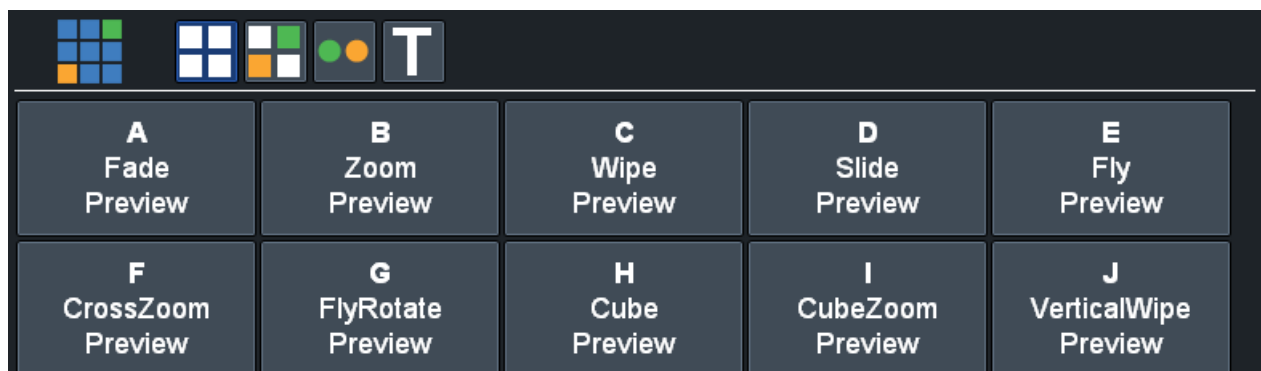 T
A
Fade
Preview
B
Zoom
Preview
C
Wipe
Preview
D
Slide
Preview
E
Fly
Preview
F
CrossZoom
Preview
G
FlyRotate
Preview
H
Cube
Preview
I
CubeZoom
Preview
J
VerticalWipe
Preview